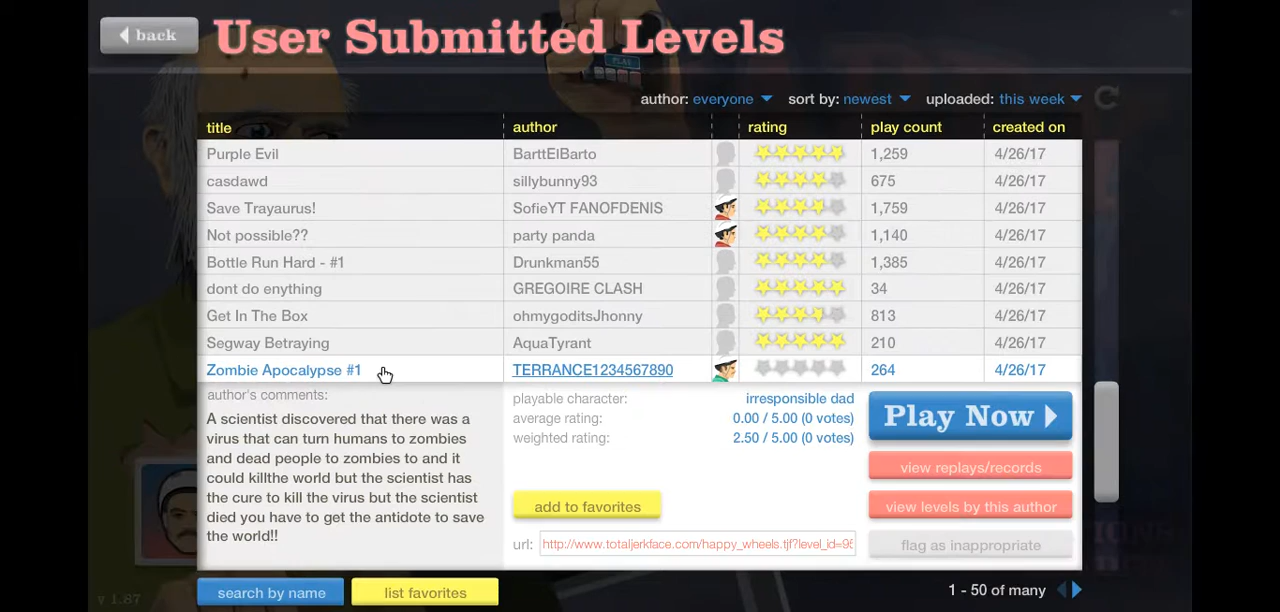 back
User Submitted Levels
PLAY
author: everyone sort by: newest uploaded: this week
title author rating play count created on
Purple Evil BarttElBarto 1,259 4/26/17
casdawd sillybunny93 675 4/26/17
Save Trayaurus! SofieYT FANOFDENIS 1,759 4/26/17
Not possible?? party panda 1,140 4/26/17
Bottle Run Hard - #1 Drunkman55 1,385 4/26/17
dont do enything GREGOIRE CLASH 34 4/26/17
Get In The Box ohmygoditsJhonny 813 4/26/17
Segway Betraying AquaTyrant 210 4/26/17
Zombie Apocalypse #1 TERRANCE1234567890 264 4/26/17
author's comments:
A scientist discovered that there was a
virus that can turn humans to zombies
and dead people to zombies to and it
could killthe world but the scientist has
the cure to kill the virus but the scientist
died you have to get the antidote to save
the world!!
playable character: irresponsible dad
average rating: 0.00 / 5.00 (0 votes)
weighted rating: 2.50 / 5.00 (0 votes)
add to favorites
url: http://www.totaljerkface.com/happy_wheels.tjf?level_id=9
Play Now
view replays/records
view levels by this author
flag as inappropriate
search by name list favorites 1 - 50 of many
v 1.87